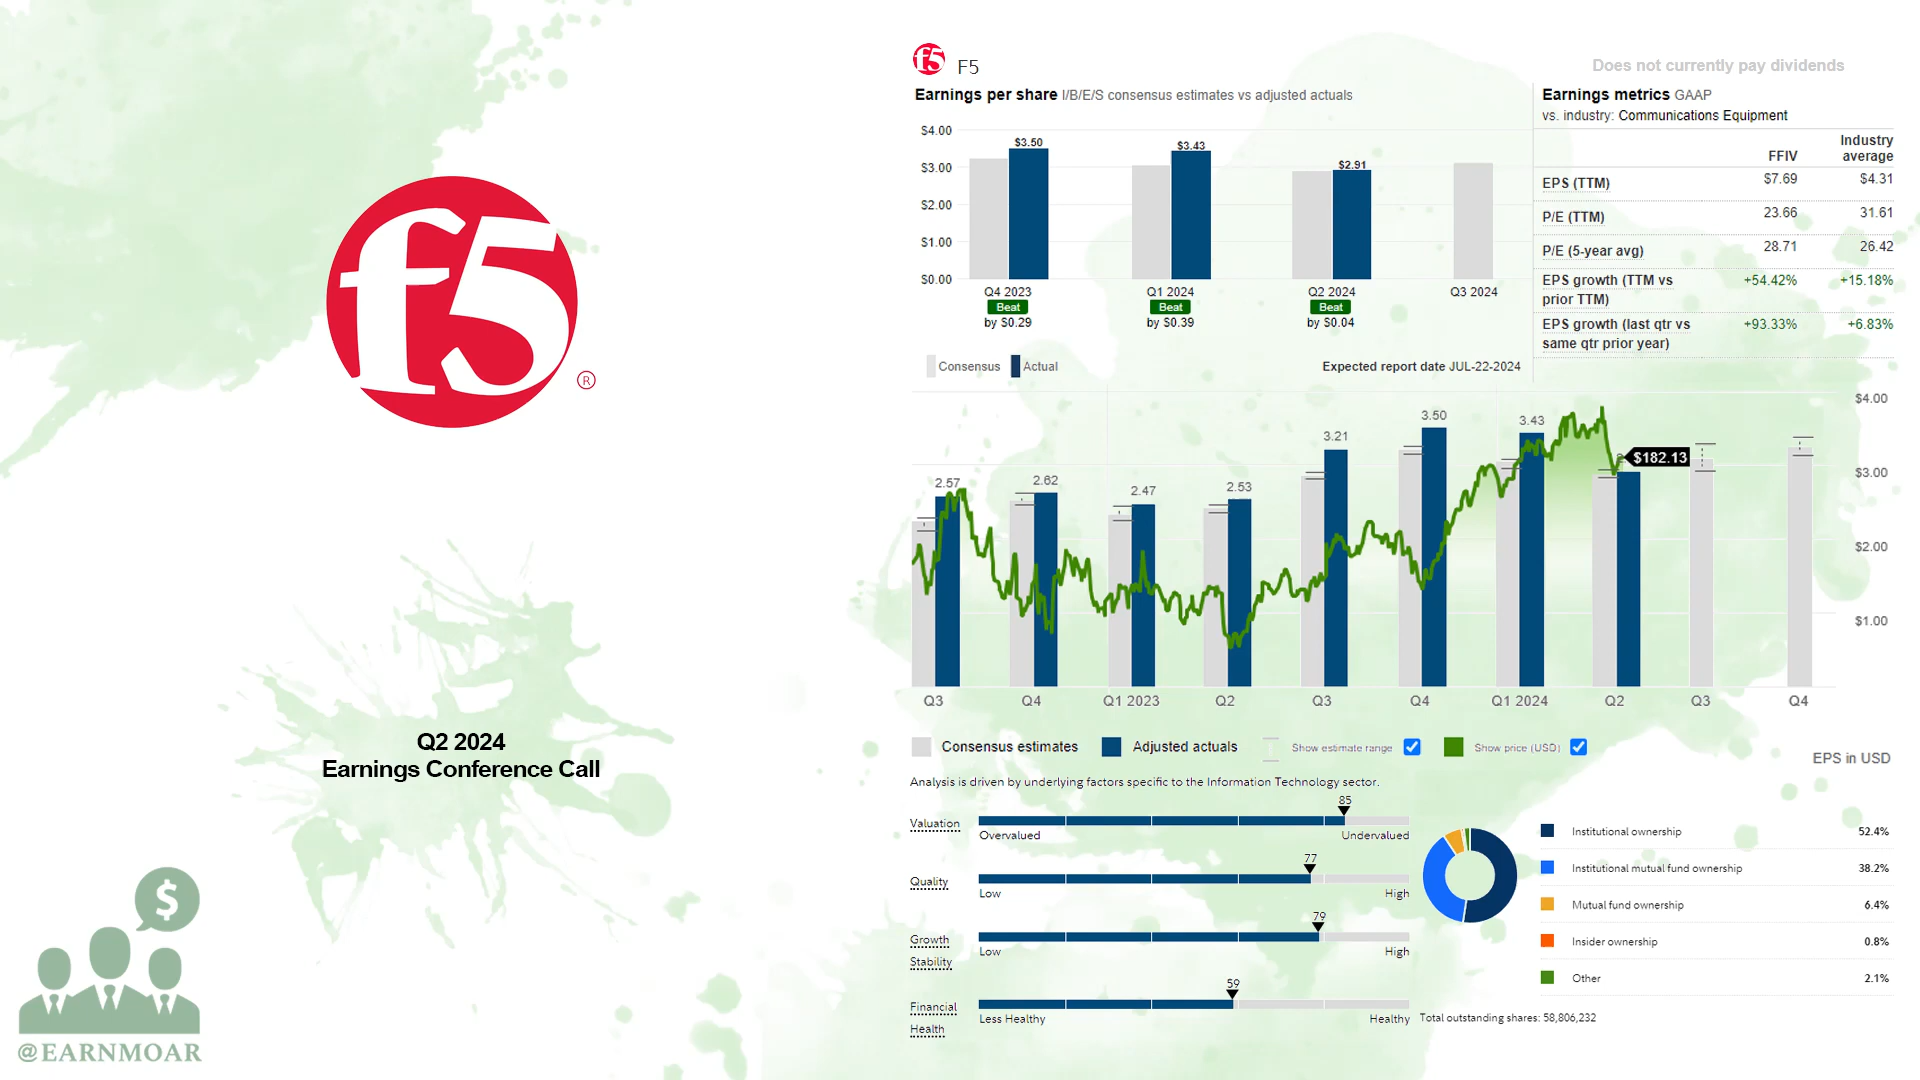 f5
®
Q2 2024
Earnings Conference Call
$
@EARNMOAR
f5 F5
Does not currently pay dividends
Earnings per share I/B/E/S consensus estimates vs adjusted actuals
$4.00
$3.00
$2.00
$1.00
$0.00
$3.50
$3.43
$2.91
Q4 2023
Q1 2024
Q2 2024
Q3 2024
Beat
Beat
Beat
by $0.29
by $0.39
by $0.04
Consensus
Actual
Expected report date JUL-22-2024
Earnings metrics GAAP
vs. industry: Communications Equipment
FFIV Industry average
EPS (TTM) $7.69 $4.31
P/E (TTM) 23.66 31.61
P/E (5-year avg) 28.71 26.42
EPS growth (TTM vs prior TTM) +54.42% +15.18%
EPS growth (last qtr vs same qtr prior year) +93.33% +6.83%
$4.00
$3.00
$2.00
$1.00
2.57
2.62
2.47
2.53
3.21
3.50
3.43
$182.13
Q3
Q4
Q1 2023
Q2
Q3
Q4
Q1 2024
Q2
Q3
Q4
Consensus estimates
Adjusted actuals
Show estimate range
Show price (USD)
EPS in USD
Analysis is driven by underlying factors specific to the Information Technology sector.
Valuation
85
Overvalued
Undervalued
Quality
77
Low
High
Growth
Stability
79
Low
High
Financial
Health
59
Less Healthy
Healthy
Institutional ownership 52.4%
Institutional mutual fund ownership 38.2%
Mutual fund ownership 6.4%
Insider ownership 0.8%
Other 2.1%
Total outstanding shares: 58,806,232